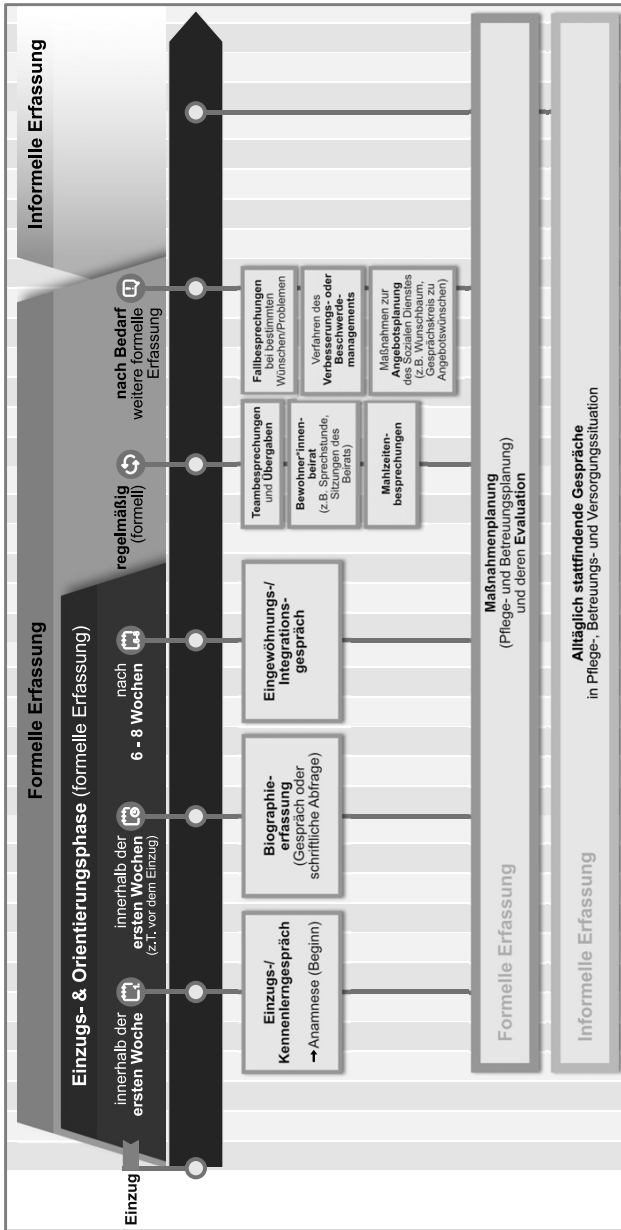 Formelle Erfassung
Informelle Erfassung
Einzugs- & Orientierungsphase (formelle Erfassung)
Einzug
innerhalb der
ersten Woche
innerhalb der
ersten Wochen
(z.T. vor dem Einzug)
nach
6 - 8 Wochen
regelmäßig
(formell)
nach Bedarf
weitere formelle
Erfassung
Einzugs-/
Kennenlerngespräch
→Anamnese (Beginn)
Biographie-
erfassung
(Gespräch oder
schriftliche Abfrage)
Eingewöhnungs-/
Integrations-
gespräch
Teambesprechungen
und Übergaben
Bewohner*innen-
beirat
(z.B. Sprechstunde,
Sitzungen des
Beirats)
Mahlzeiten-
besprechungen
Fallbesprechungen
bei bestimmten
Wünschen/Problemen
Verfahren des
Verbesserungs- oder
Beschwerde-
managements
Maßnahmen zur
Angebotsplanung
des Sozialen Dienstes
(z.B. Wunschbaum,
Gesprächskreis zu
Angebotswünschen)
Formelle Erfassung
Maßnahmenplanung
(Pflege- und Betreuungsplanung)
und deren Evaluation
Informelle Erfassung
Alltäglich stattfindende Gespräche
in Pflege-, Betreuungs- und Versorgungssituation